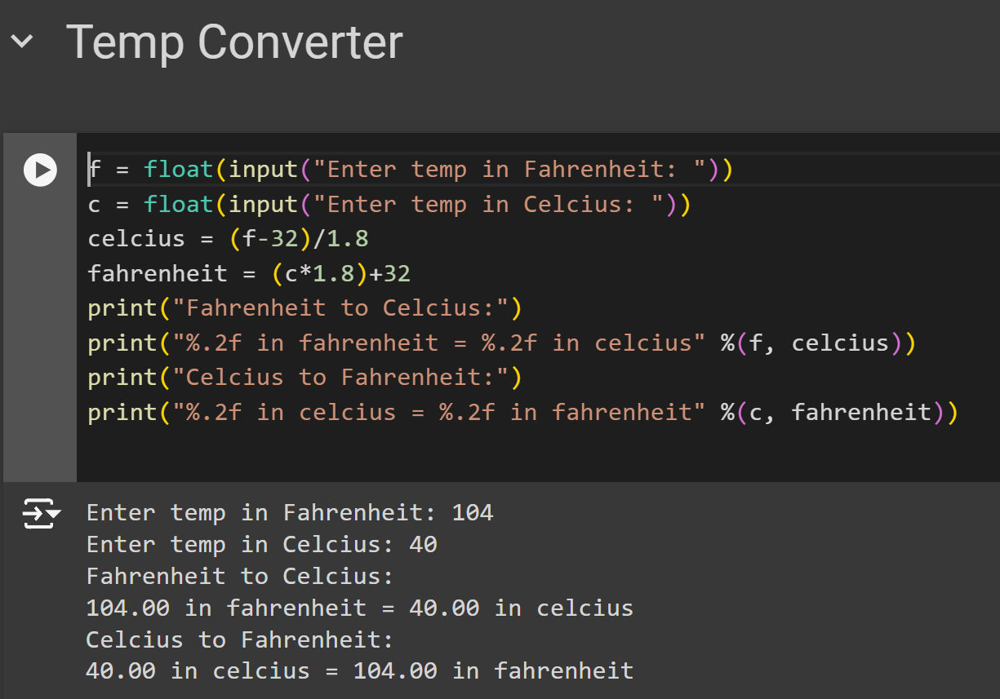 Temp Converter
f = float(input("Enter temp in Fahrenheit: "))
c = float(input("Enter temp in Celcius: "))
celcius = (f-32)/1.8
fahrenheit = (c*1.8)+32
print("Fahrenheit to Celcius:")
print("%.2f in fahrenheit = %.2f in celcius" %(f, celcius))
print("Celcius to Fahrenheit:")
print("%.2f in celcius = %.2f in fahrenheit" %(c, fahrenheit))
Enter temp in Fahrenheit: 104
Enter temp in Celcius: 40
Fahrenheit to Celcius:
104.00 in fahrenheit = 40.00 in celcius
Celcius to Fahrenheit:
40.00 in celcius = 104.00 in fahrenheit